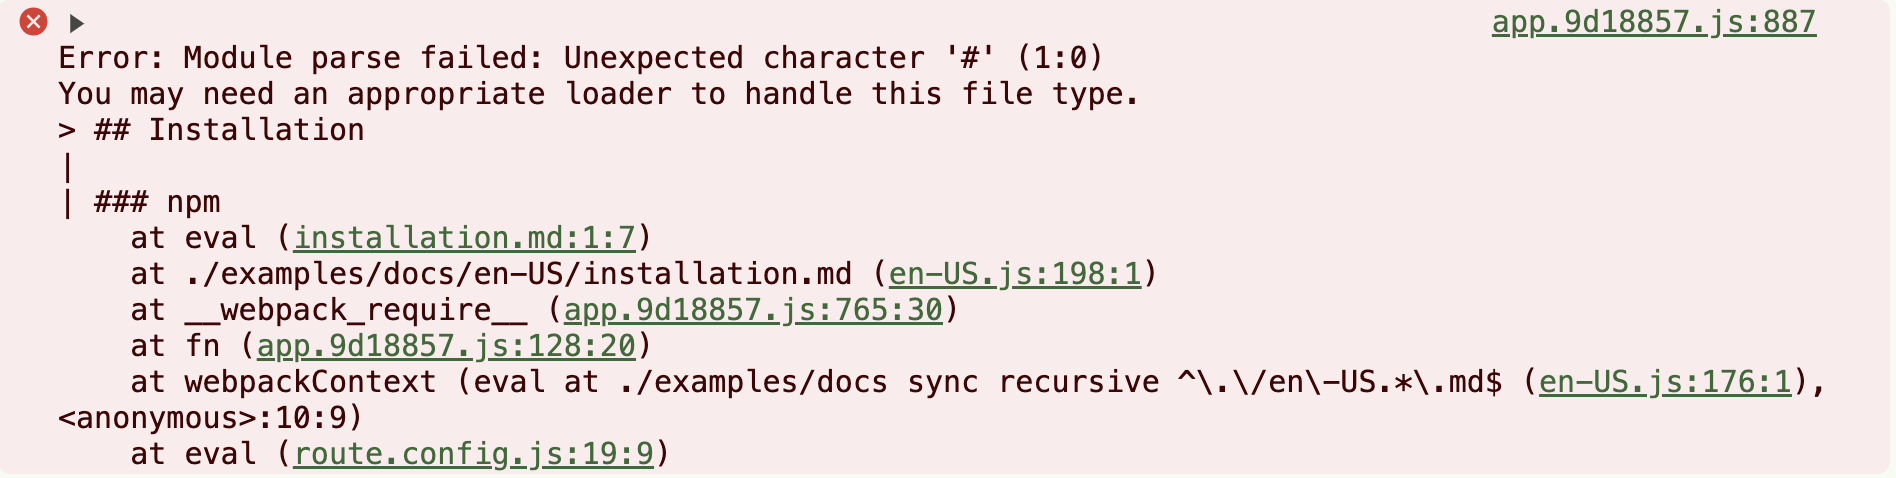 app.9d18857.js:887
Error: Module parse failed: Unexpected character '#' (1:0)
You may need an appropriate loader to handle this file type.
> ## Installation
|
| ### npm
    at eval (installation.md:1:7)
    at ./examples/docs/en-US/installation.md (en-US.js:198:1)
    at __webpack_require__ (app.9d18857.js:765:30)
    at fn (app.9d18857.js:128:20)
    at webpackContext (eval at ./examples/docs sync recursive ^\.\/en\-US.*\.md$ (en-US.js:176:1),
<anonymous>:10:9)
    at eval (route.config.js:19:9)